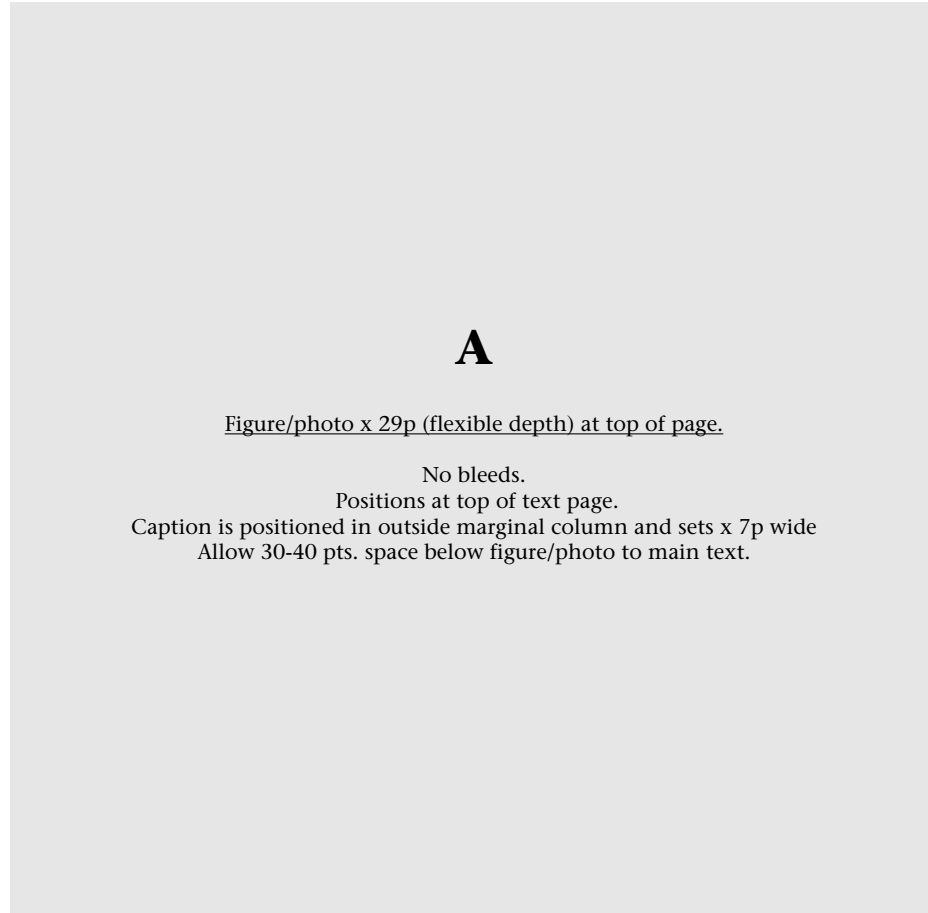 A
Figure/photo x 29p (flexible depth) at top of page.
No bleeds.
Positions at top of text page.
Caption is positioned in outside marginal column and sets x 7p wide
Allow 30-40 pts. space below figure/photo to main text.